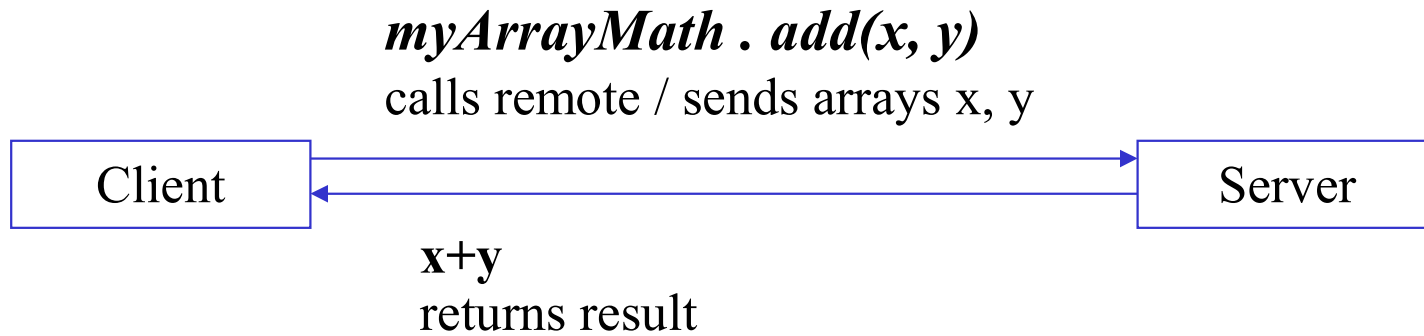 myArrayMath . add(x, y)
calls remote / sends arrays x, y
Client
Server
x+y
returns result